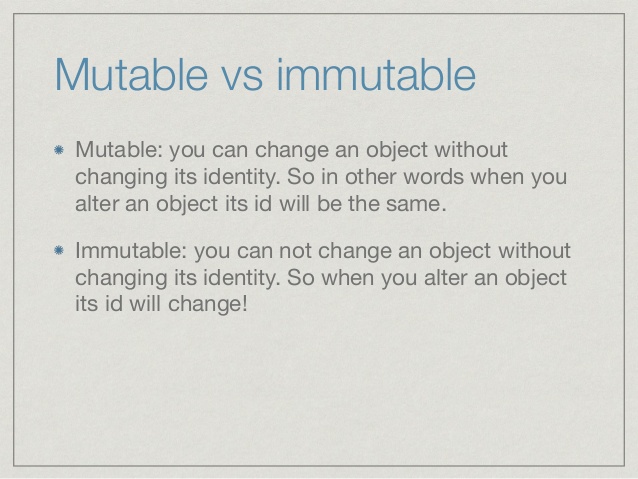 Mutable vs immutable
Mutable: you can change an object without
changing its identity. So in other words when you
alter an object its id will be the same.
Immutable: you can not change an object without
changing its identity. So when you alter an object
its id will change!